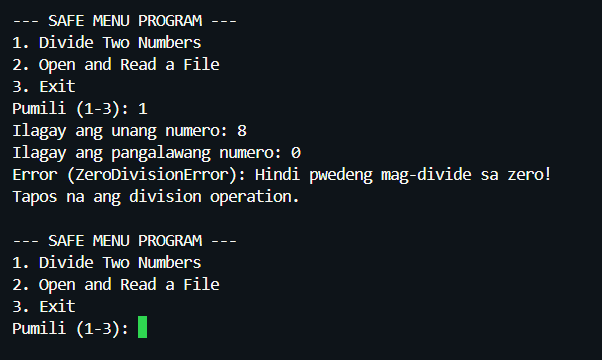 --- SAFE MENU PROGRAM ---
1. Divide Two Numbers
2. Open and Read a File
3. Exit
Pumili (1-3): 1
Ilagay ang unang numero: 8
Ilagay ang pangalawang numero: 0
Error (ZeroDivisionError): Hindi pwedeng mag-divide sa zero!
Tapos na ang division operation.

--- SAFE MENU PROGRAM ---
1. Divide Two Numbers
2. Open and Read a File
3. Exit
Pumili (1-3):